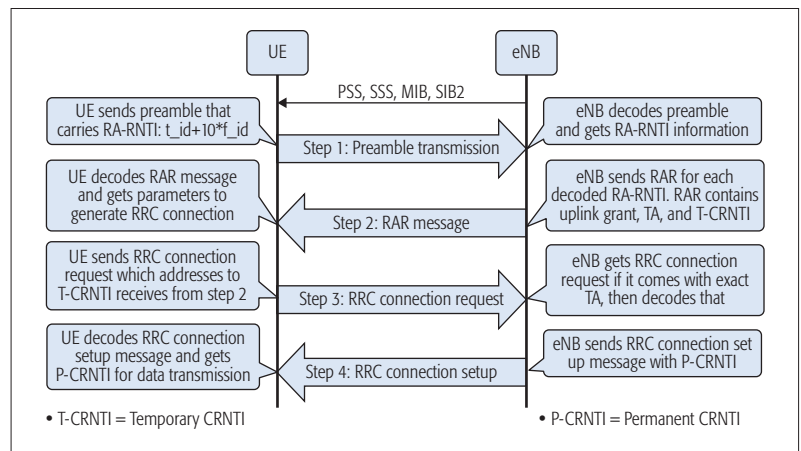 UE
eNB
PSS, SSS, MIB, SIB2
UE sends preamble that
carries RA-RNTI: t_id+10*f_id
Step 1: Preamble transmission
eNB decodes preamble
and gets RA-RNTI information
UE decodes RAR message
and gets parameters to
generate RRC connection
Step 2: RAR message
eNB sends RAR for each
decoded RA-RNTI. RAR contains
uplink grant, TA, and T-CRNTI
UE sends RRC connection
request which addresses to
T-CRNTI receives from step 2
Step 3: RRC connection request
eNB gets RRC connection
request if it comes with exact
TA, then decodes that
UE decodes RRC connection
setup message and gets
P-CRNTI for data transmission
Step 4: RRC connection setup
eNB sends RRC connection set
up message with P-CRNTI
• T-CRNTI = Temporary CRNTI
• P-CRNTI = Permanent CRNTI